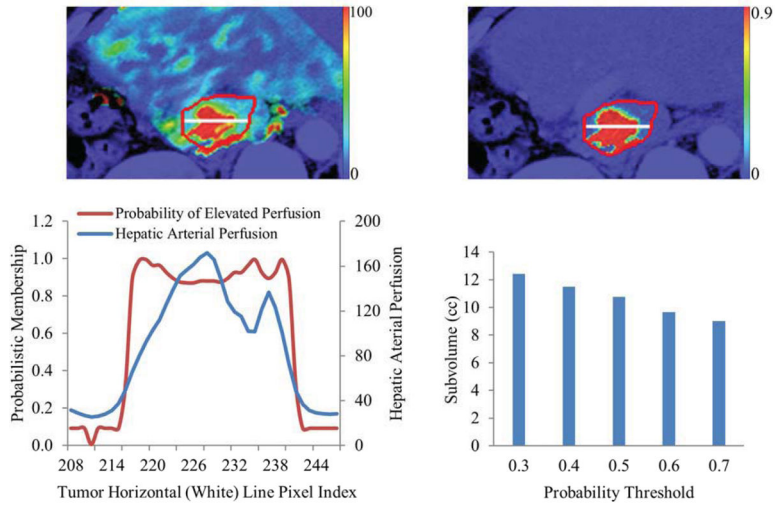 100
0
0.9
0
Probability of Elevated Perfusion
Hepatic Arterial Perfusion
1.2
1.0
0.8
0.6
0.4
0.2
0.0
Probabilistic Membership
200
160
120
80
40
0
Hepatic Aterial Perfusion
208 214 220 226 232 238 244
Tumor Horizontal (White) Line Pixel Index
14
12
10
8
6
4
2
0
Subvolume (cc)
0.3 0.4 0.5 0.6 0.7
Probability Threshold